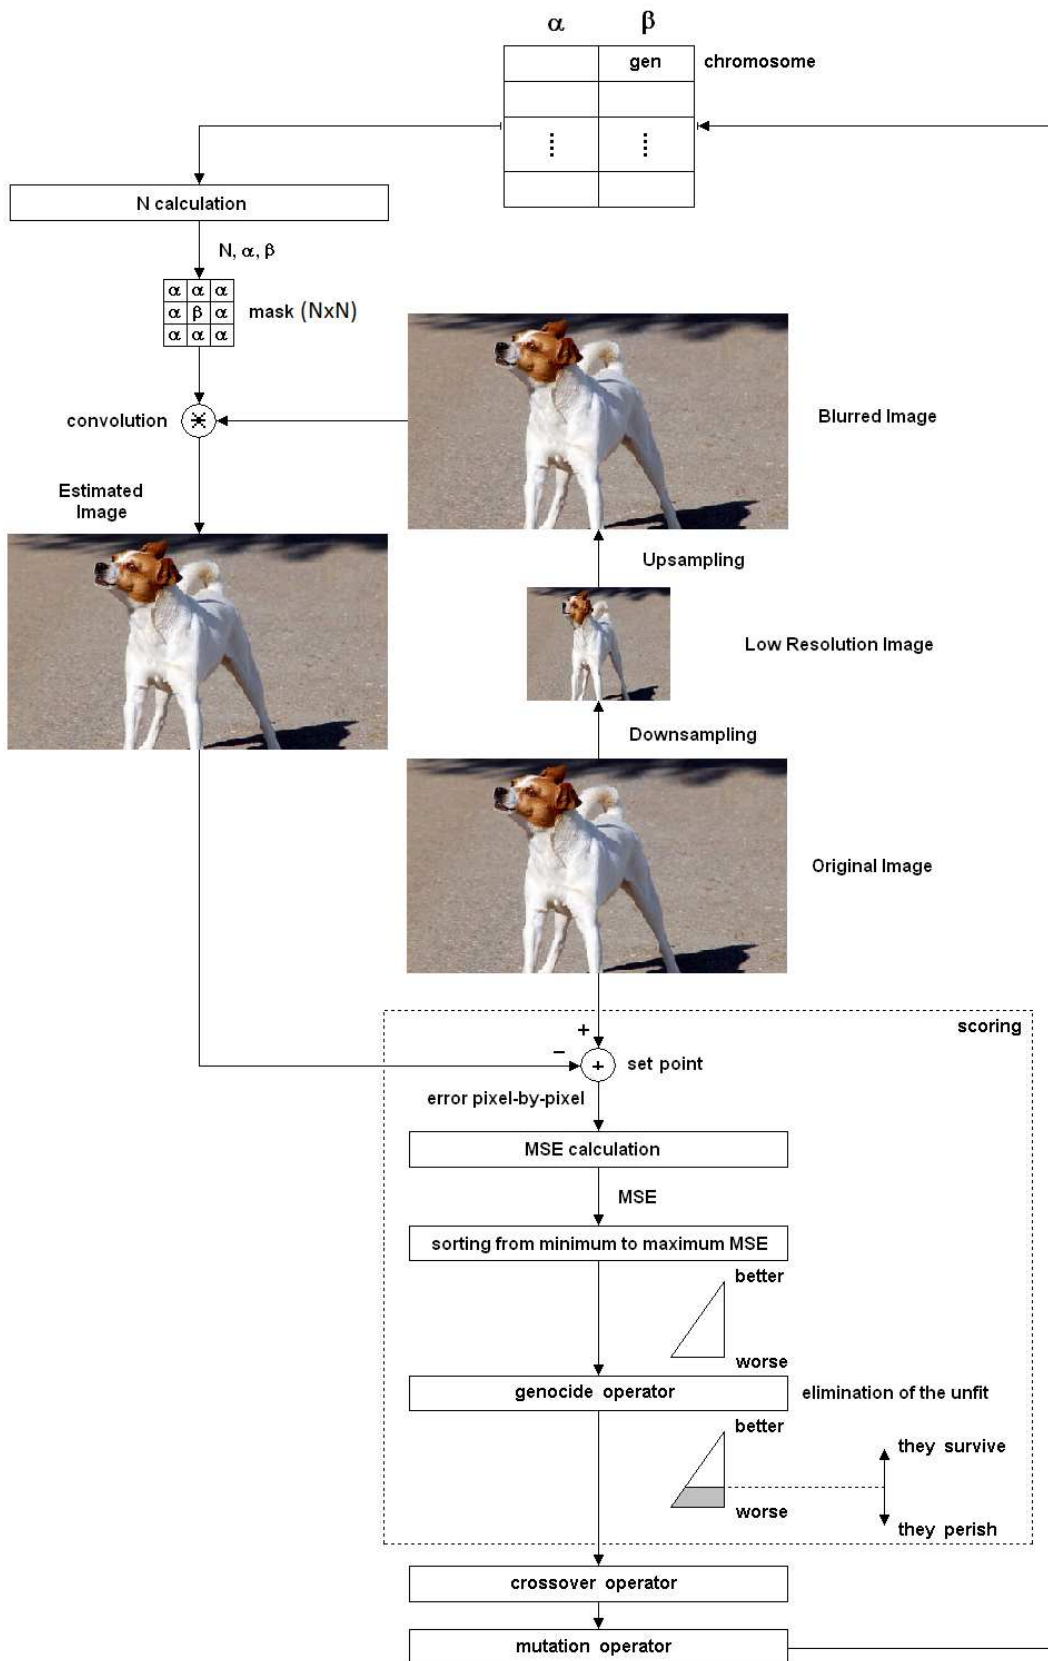 α β
gen chromosome
N calculation
N, α, β
α α α
α β α
α α α
mask (NxN)
convolution
Blurred Image
Estimated
Image
Upsampling
Low Resolution Image
Downsampling
Original Image
scoring
+
−
+
set point
error pixel-by-pixel
MSE calculation
MSE
sorting from minimum to maximum MSE
better
worse
genocide operator
elimination of the unfit
better
they survive
worse
they perish
crossover operator
mutation operator